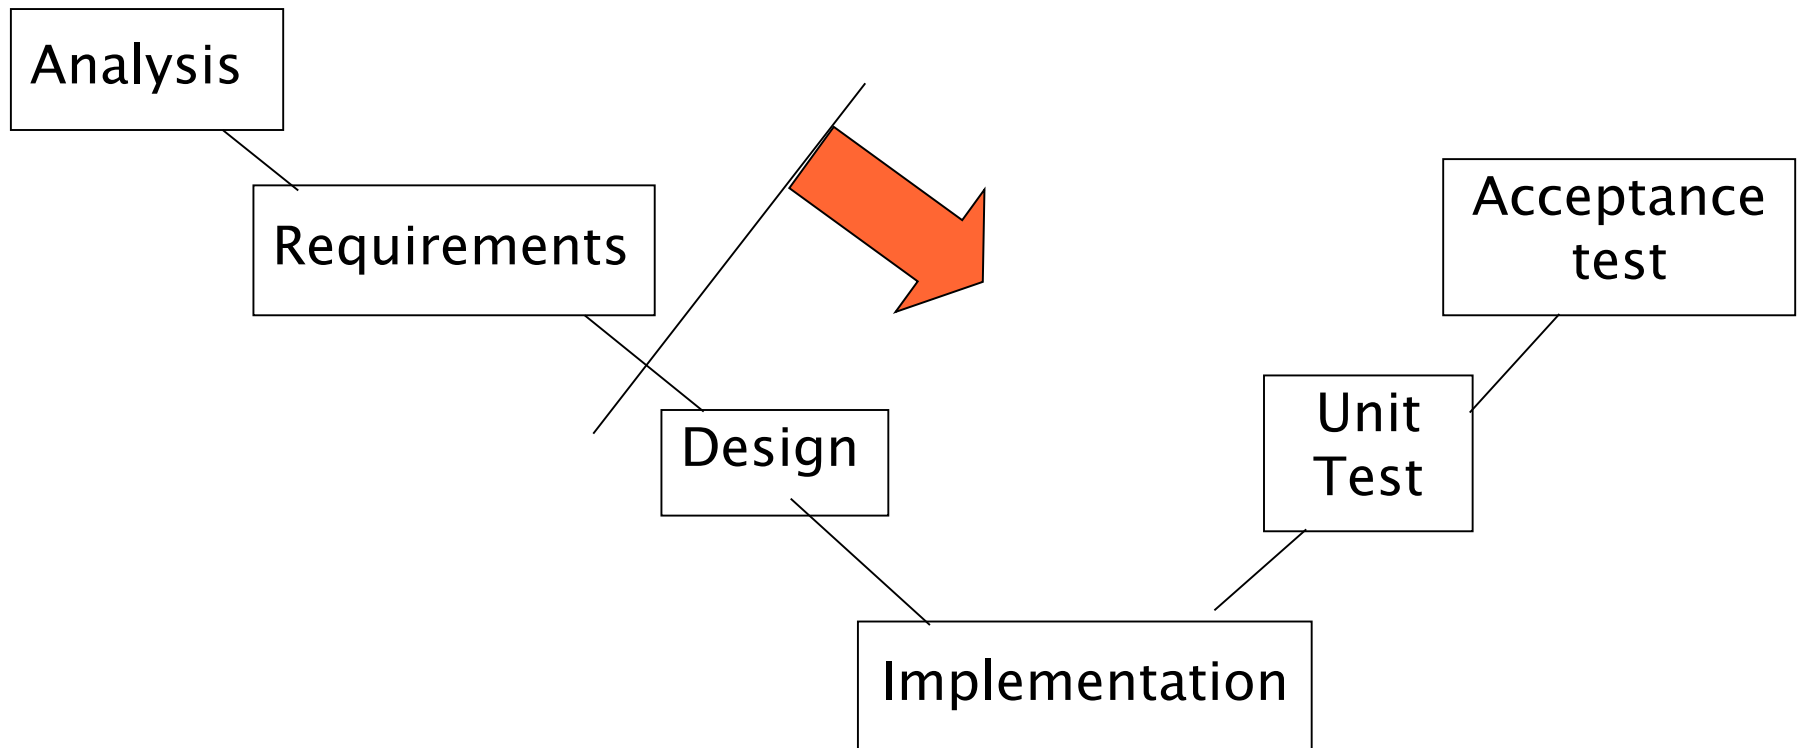 Analysis
Requirements
Design
Implementation
Unit
Test
Acceptance
test